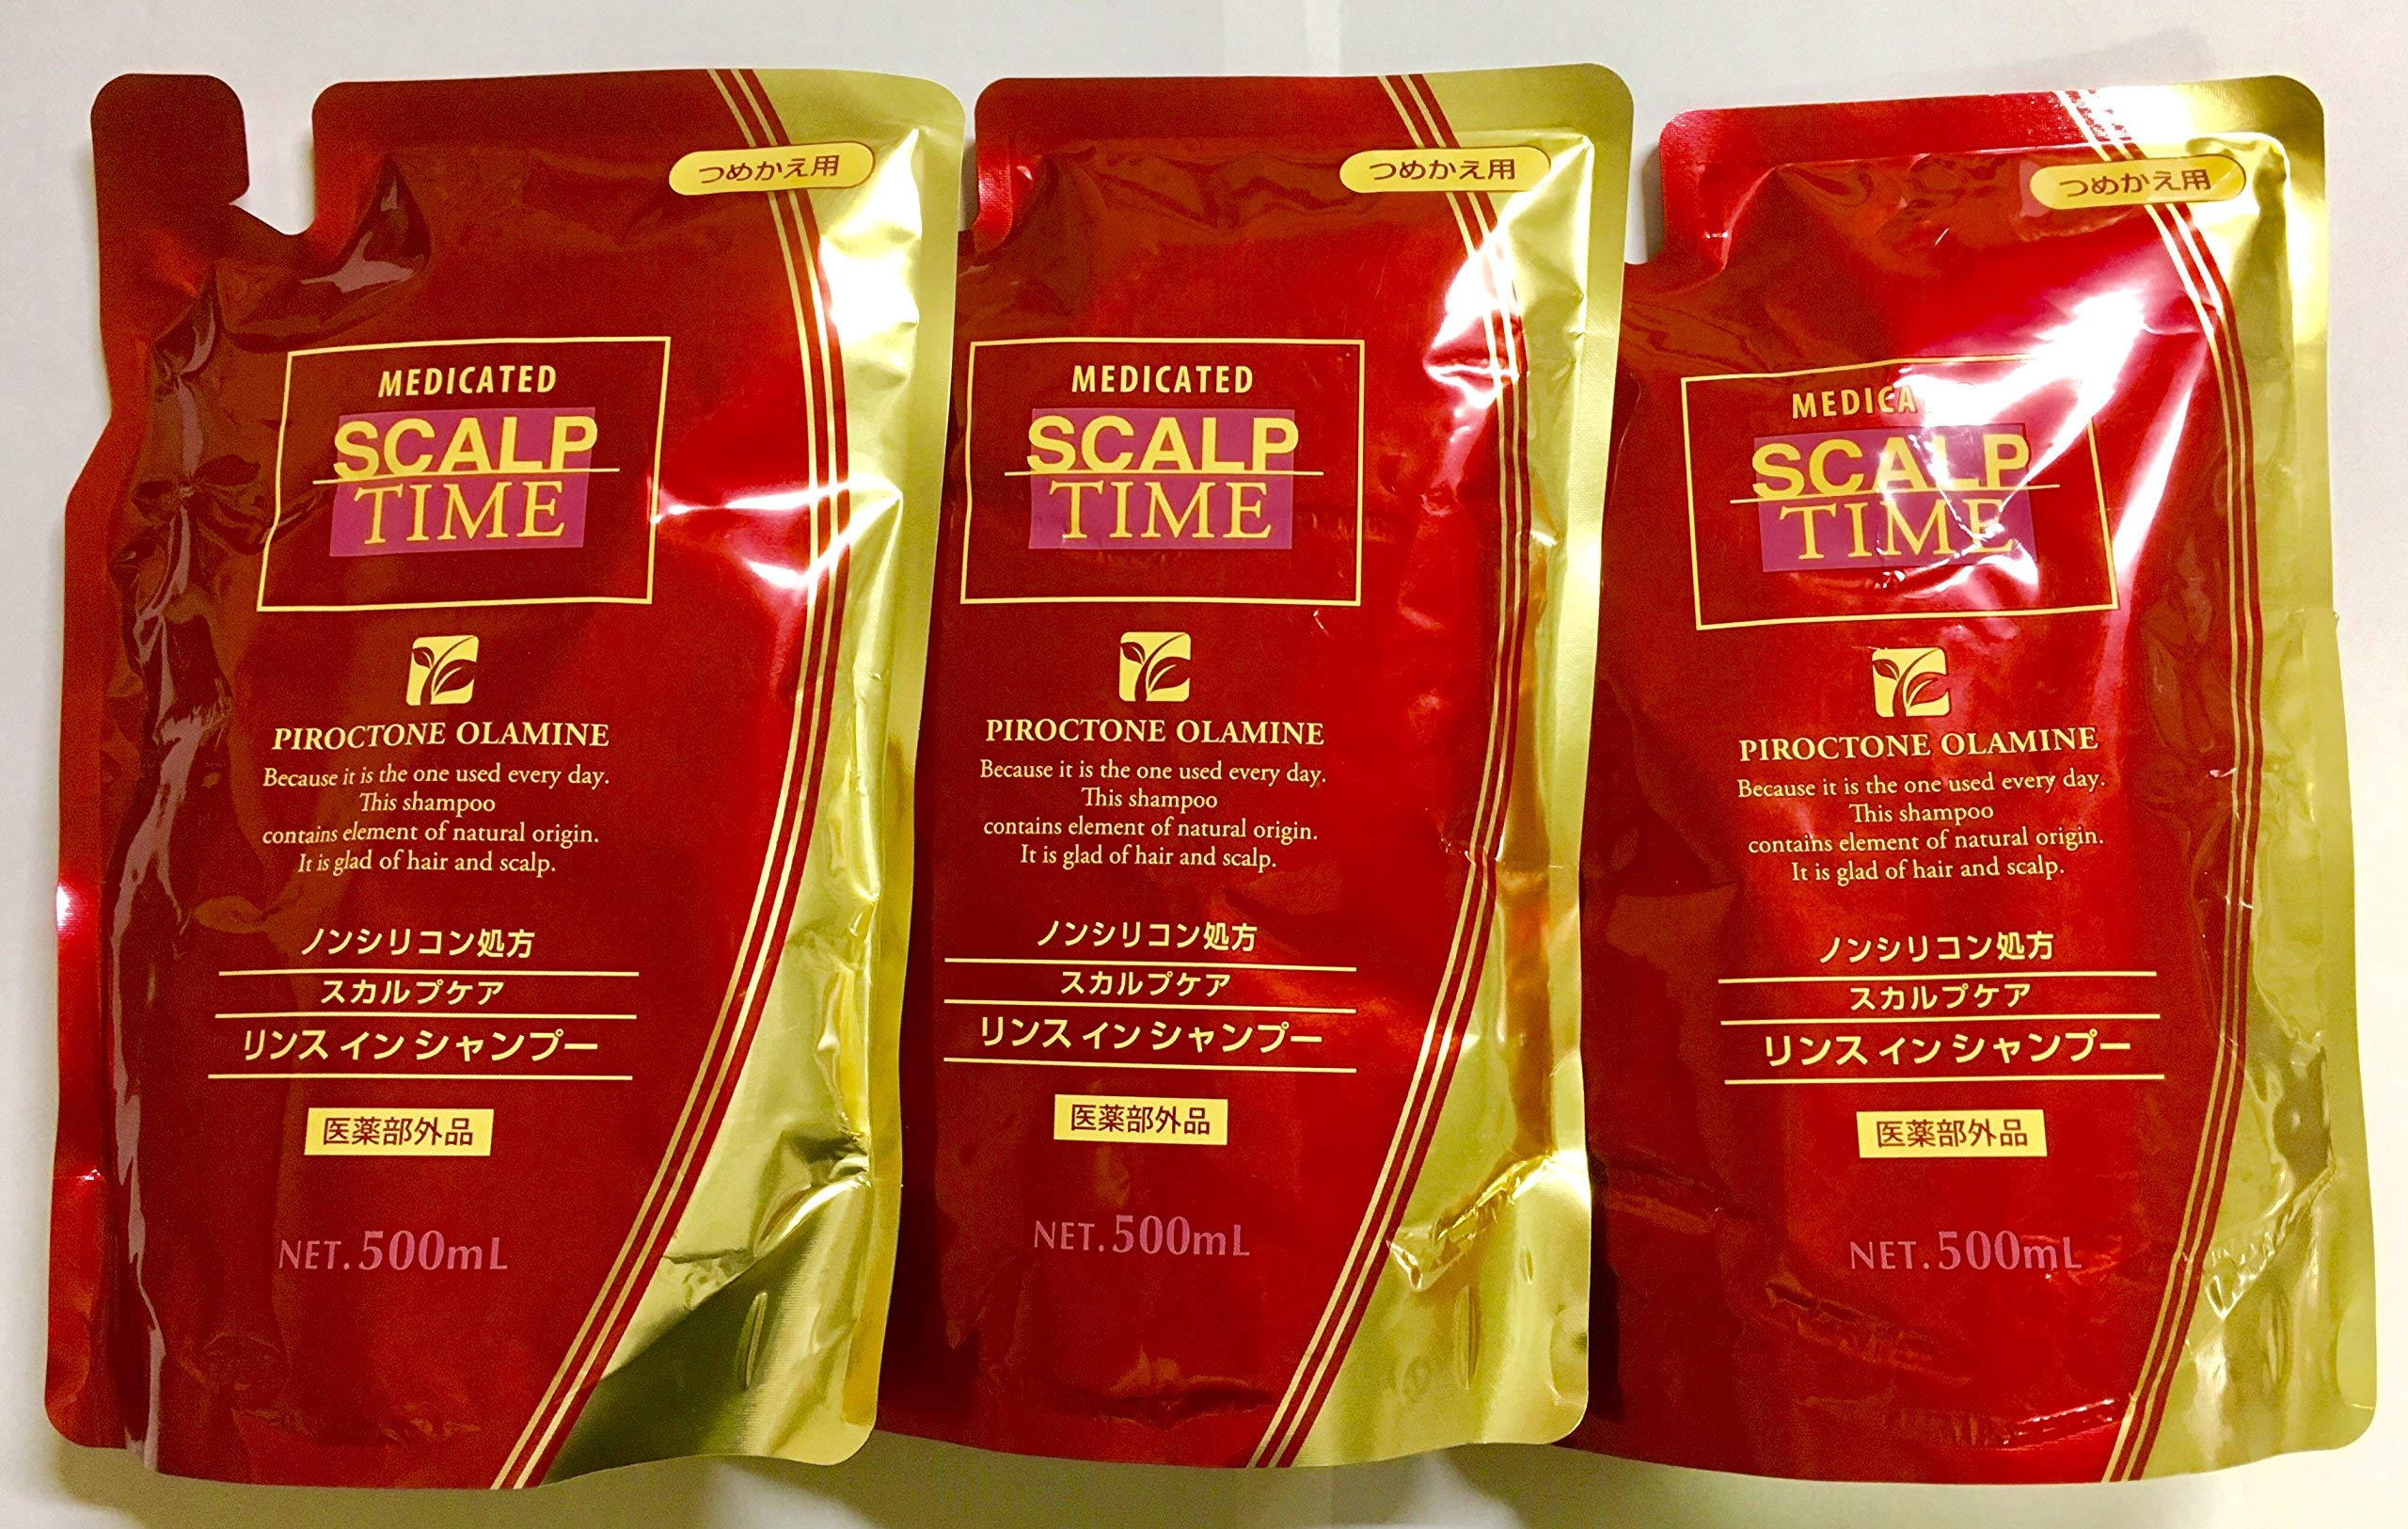 つめかえ用
MEDICATED
SCALP
TIME
PIROCTONE OLAMINE
Because it is the one used every day.
This shampoo
contains element of natural origin.
It is glad of hair and scalp.
ノンシリコン処方
スカルプケア
リンス イン シャンプー
医薬部外品
NET. 500mL
つめかえ用
MEDICATED
SCALP
TIME
PIROCTONE OLAMINE
Because it is the one used every day.
This shampoo
contains element of natural origin.
It is glad of hair and scalp.
ノンシリコン処方
スカルプケア
リンス イン シャンプー
医薬部外品
NET. 500mL
つめかえ用
SCALP
TIME
PIROCTONE OLAMINE
Because it is the one used every day.
This shampoo
contains element of natural origin.
It is glad of hair and scalp.
ノンシリコン処方
スカルプケア
リンス イン シャンプー
医薬部外品
NET. 500mL